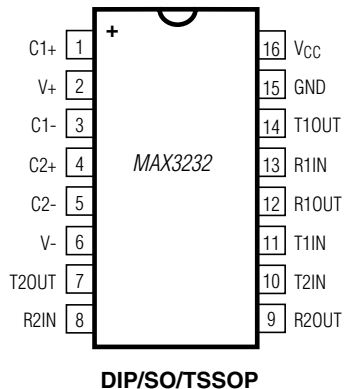 +
C1+ 1 16 VCC
V+ 2 15 GND
C1- 3 14 T1OUT
C2+ 4 MAX3232 13 R1IN
C2- 5 12 R1OUT
V- 6 11 T1IN
T2OUT 7 10 T2IN
R2IN 8 9 R2OUT
DIP/SO/TSSOP